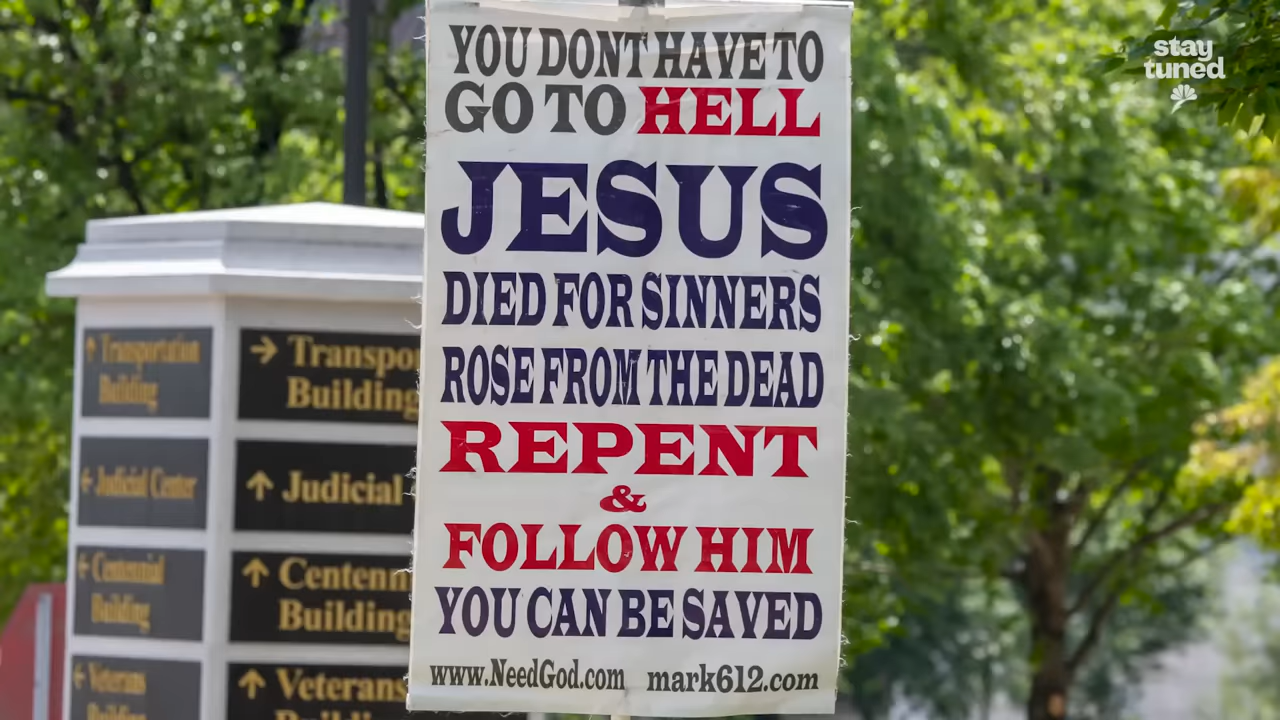 YOU DONT HAVE TO
GO TO HELL
JESUS
DIED FOR SINNERS
ROSE FROM THE DEAD
REPENT
&
FOLLOW HIM
YOU CAN BE SAVED
www.NeedGod.com mark612.com
stay
tuned
↑ Transportation
Building
← Judicial Center
← Centennial
Building
← Veterans
Building
→ Transpo
Building
↑ Judicial
↑ Centenn
Building
↑ Veterans